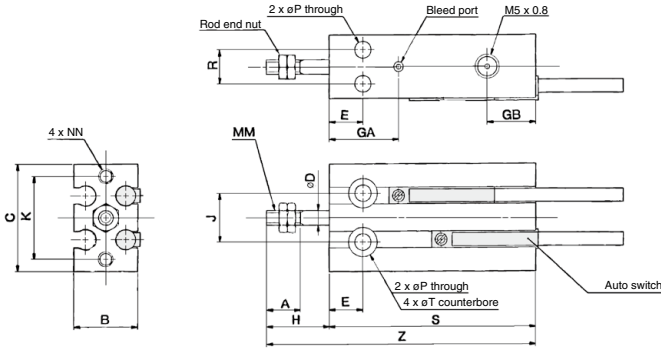 2 x øP through
Bleed port
M5 x 0.8
Rod end nut
R
E
GA
GB
4 x NN
MM
øD
C
K
J
B
A
E
H
S
Z
2 x øP through
4 x øT counterbore
Auto switch